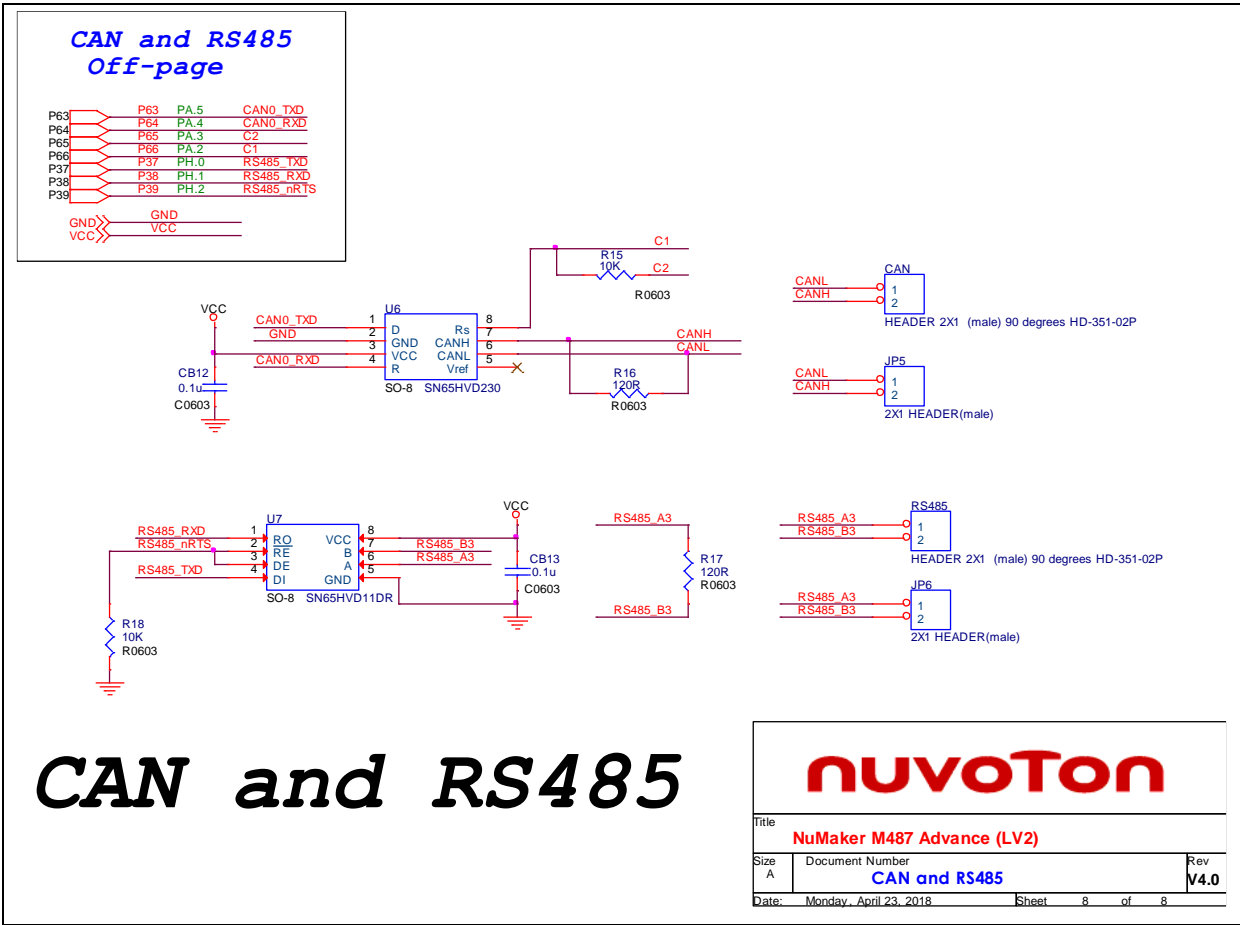 CAN and RS485
Off-page
P63 P63 PA.5 CAN0_TXD
P64 P64 PA.4 CAN0_RXD
P65 P65 PA.3 C2
P66 P66 PA.2 C1
P37 P37 PH.0 RS485_TXD
P38 P38 PH.1 RS485_RXD
P39 P39 PH.2 RS485_nRTS
GND GND
VCC VCC
C1
R15
10K
C2
R0603
VCC
U6
CAN0_TXD 1 D Rs 8
GND 2 GND CANH 7 CANH
3 VCC CANL 6 CANL
CAN0_RXD 4 R Vref 5
SO-8 SN65HVD230
CB12
0.1u
C0603
R16
120R
R0603
CAN
CANL 1
CANH 2
HEADER 2X1 (male) 90 degrees HD-351-02P
JP5
CANL 1
CANH 2
2X1 HEADER(male)
U7
RS485_RXD 1 RO VCC 8
RS485_nRTS 2 RE B 7 RS485_B3
3 DE A 6 RS485_A3
RS485_TXD 4 DI GND 5
SO-8 SN65HVD11DR
VCC
CB13
0.1u
C0603
R18
10K
R0603
RS485_A3
R17
120R
R0603
RS485_B3
RS485
RS485_A3 1
RS485_B3 2
HEADER 2X1 (male) 90 degrees HD-351-02P
JP6
RS485_A3 1
RS485_B3 2
2X1 HEADER(male)
CAN and RS485
nuvoTon
Title
NuMaker M487 Advance (LV2)
Size Document Number Rev
A CAN and RS485 V4.0
Date: Monday, April 23, 2018 Sheet 8 of 8